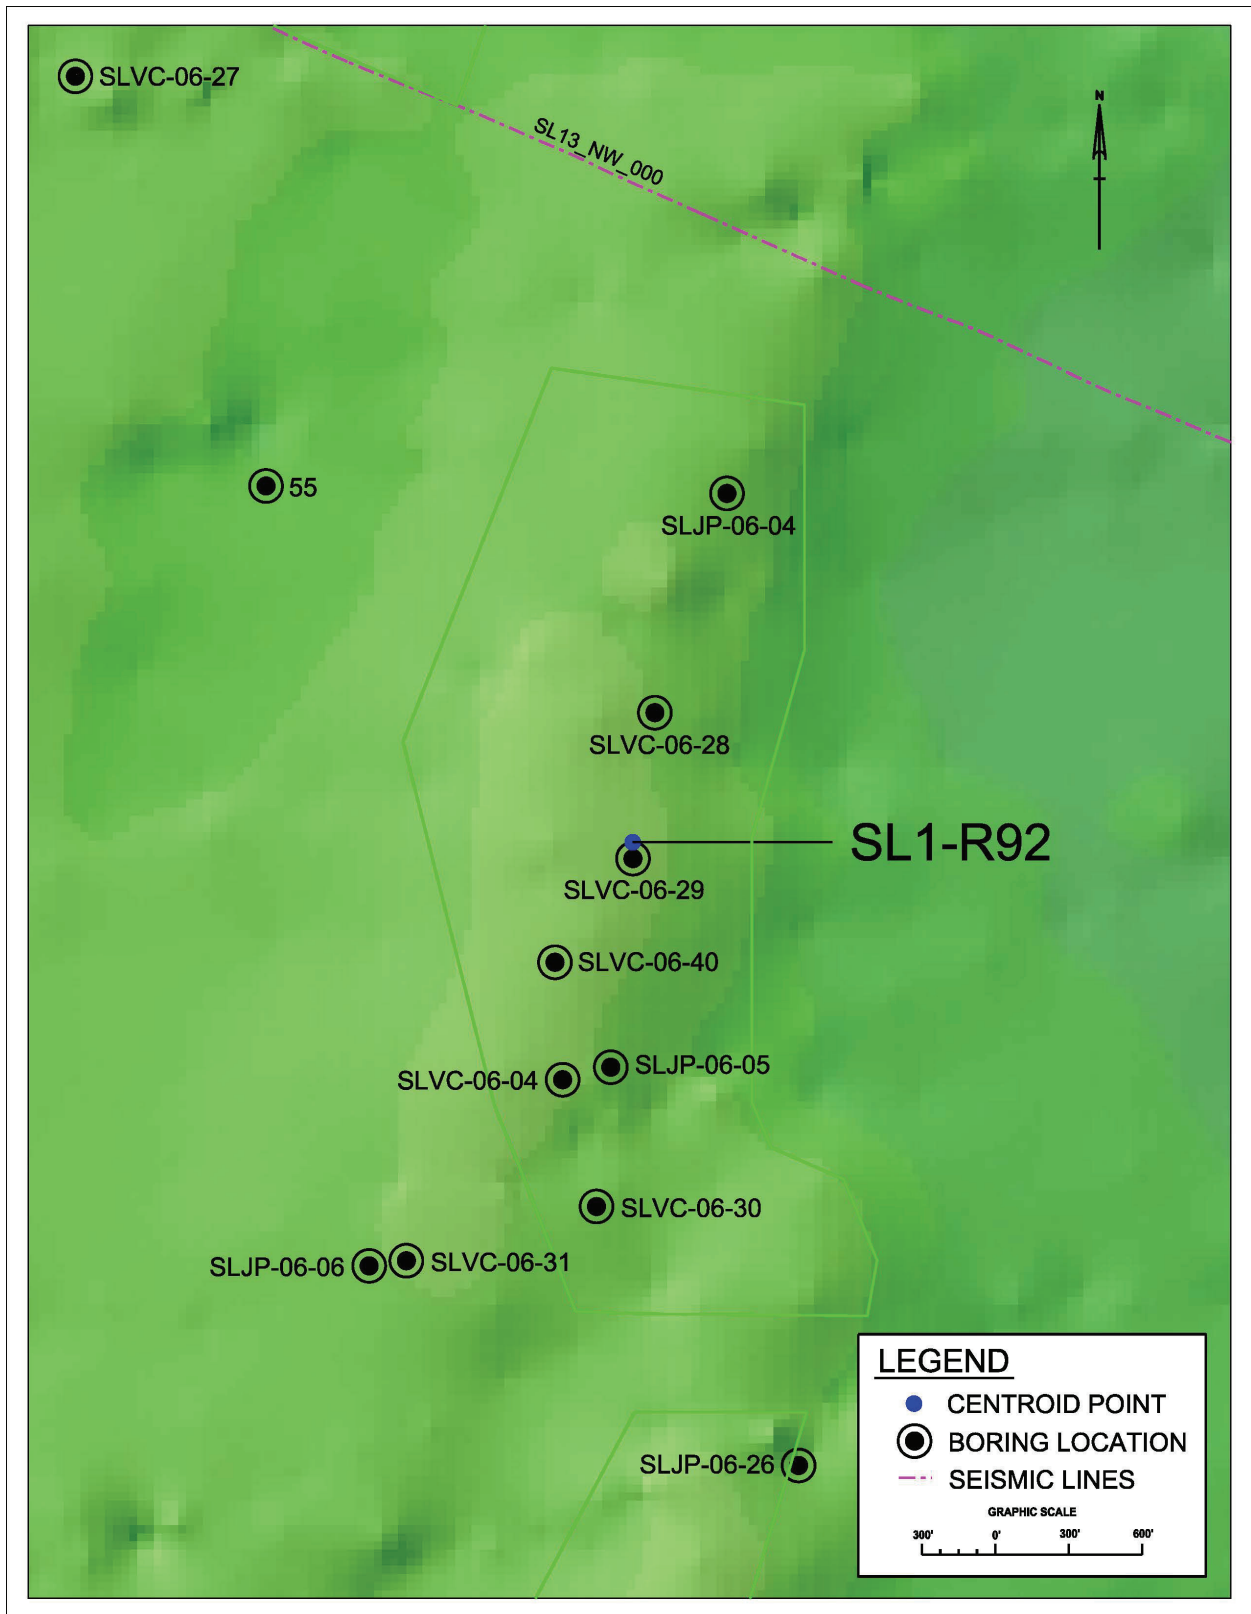 SLVC-06-27
N
SL13_NW_000
55
SLJP-06-04
SLVC-06-28
SL1-R92
SLVC-06-29
SLVC-06-40
SLJP-06-05
SLVC-06-04
SLVC-06-30
SLVC-06-31
SLJP-06-06
LEGEND
CENTROID POINT
BORING LOCATION
SEISMIC LINES
GRAPHIC SCALE
300' 0' 300' 600'
SLJP-06-26